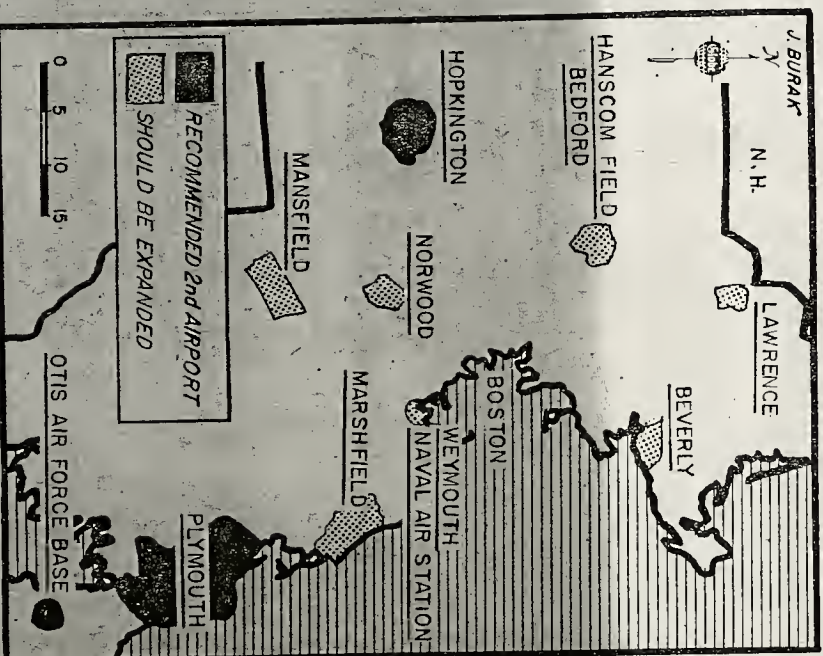 J. BURAK
N
N.H.
LAWRENCE
HANSCOM FIELD
BEDFORD
BEVERLY
HOPKINGTON
NORWOOD
BOSTON
WEYMOUTH
NAVAL AIR STATION
MANSFIELD
MARSHFIELD
PLYMOUTH
OTIS AIR FORCE BASE
RECOMMENDED 2nd AIRPORT
SHOULD BE EXPANDED
0 5 10 15